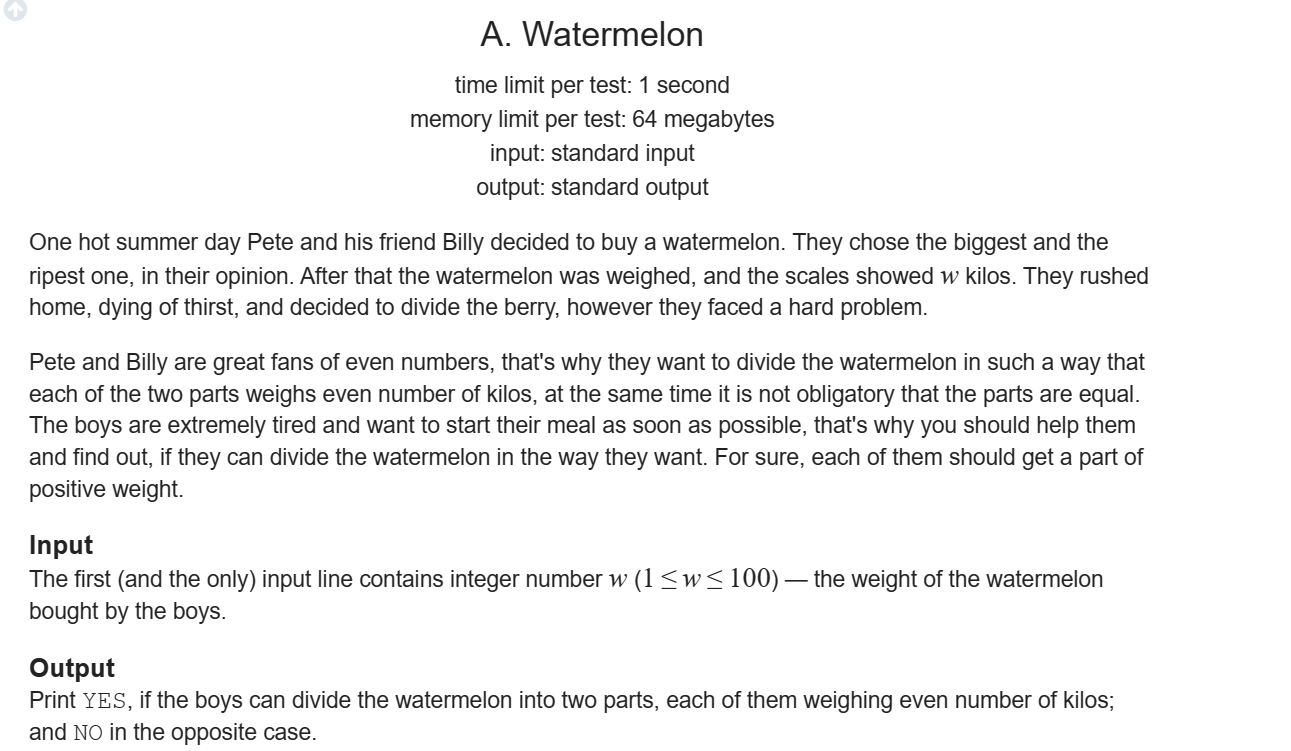 A. Watermelon
time limit per test: 1 second
memory limit per test: 64 megabytes
input: standard input
output: standard output
One hot summer day Pete and his friend Billy decided to buy a watermelon. They chose the biggest and the
ripest one, in their opinion. After that the watermelon was weighed, and the scales showed w kilos. They rushed
home, dying of thirst, and decided to divide the berry, however they faced a hard problem.
Pete and Billy are great fans of even numbers, that's why they want to divide the watermelon in such a way that
each of the two parts weighs even number of kilos, at the same time it is not obligatory that the parts are equal.
The boys are extremely tired and want to start their meal as soon as possible, that's why you should help them
and find out, if they can divide the watermelon in the way they want. For sure, each of them should get a part of
positive weight.
Input
The first (and the only) input line contains integer number w (1 ≤ w ≤ 100) — the weight of the watermelon
bought by the boys.
Output
Print YES, if the boys can divide the watermelon into two parts, each of them weighing even number of kilos;
and NO in the opposite case.